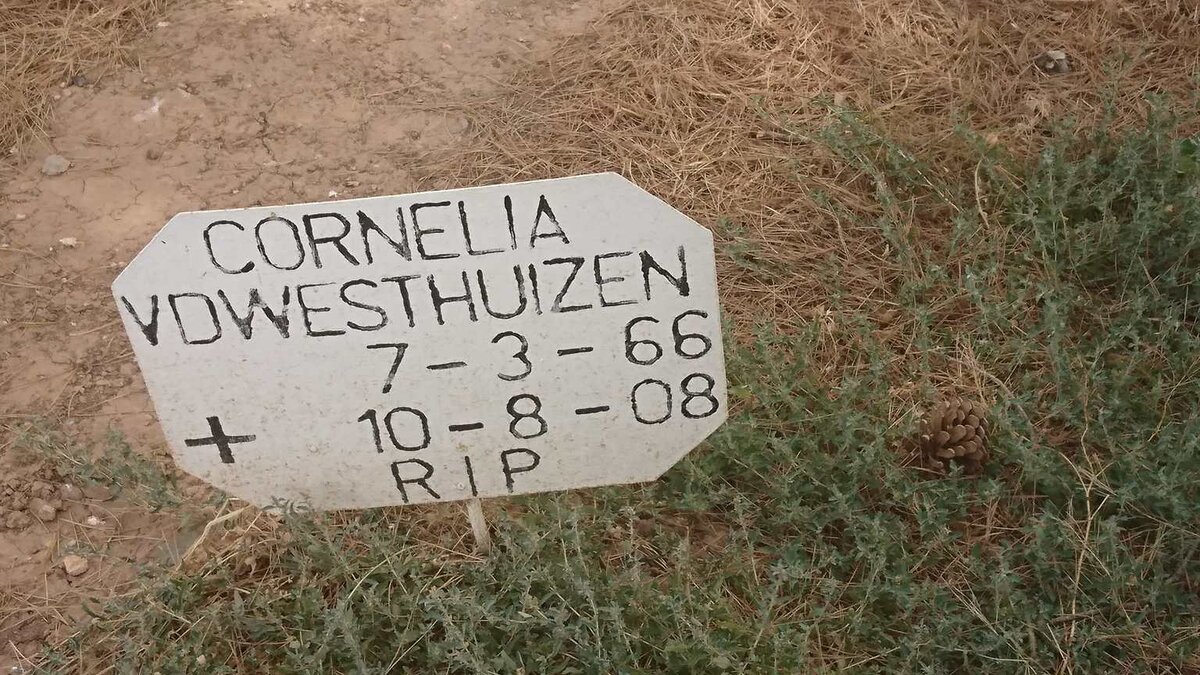 CORNELIA
VDWESTHUIZEN
7-3-66
+ 10-8-08
RIP